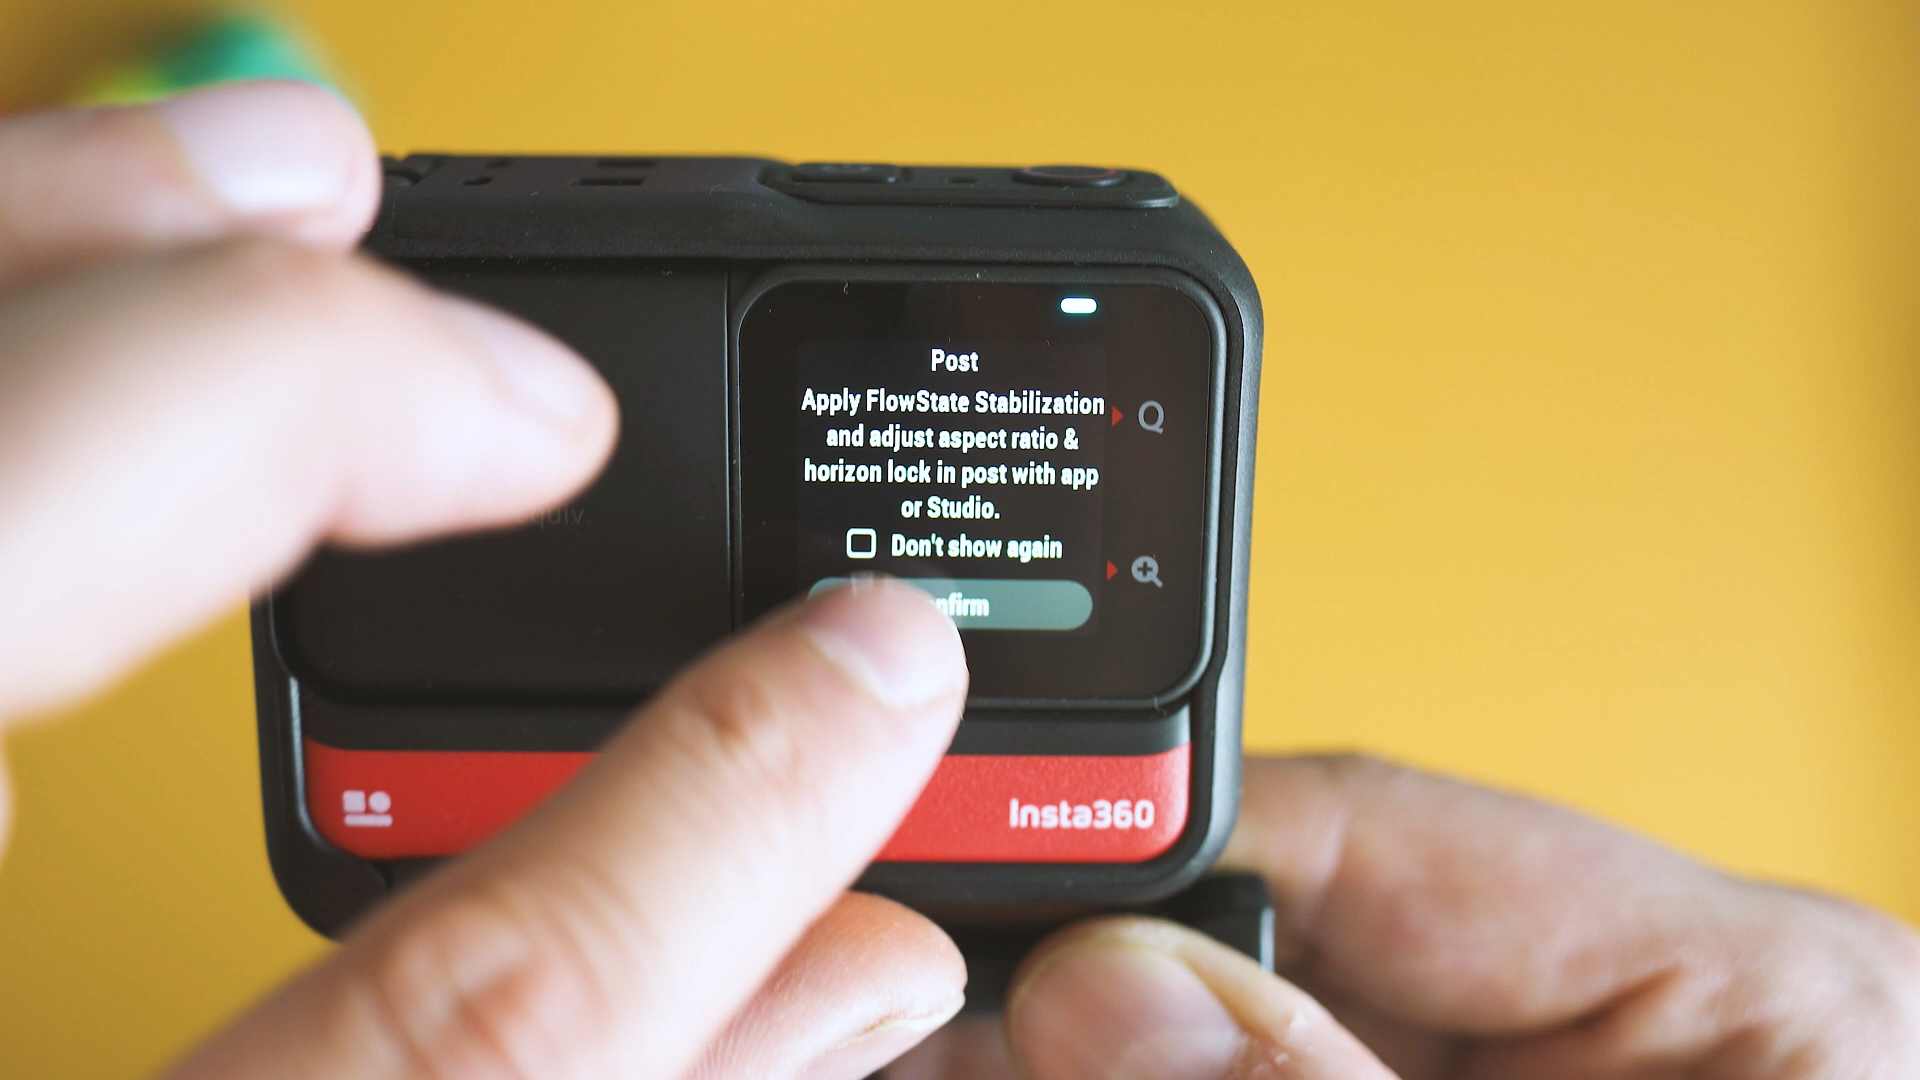 Post
Apply FlowState Stabilization
and adjust aspect ratio &
horizon lock in post with app
or Studio.
Don't show again
Q
Insta360